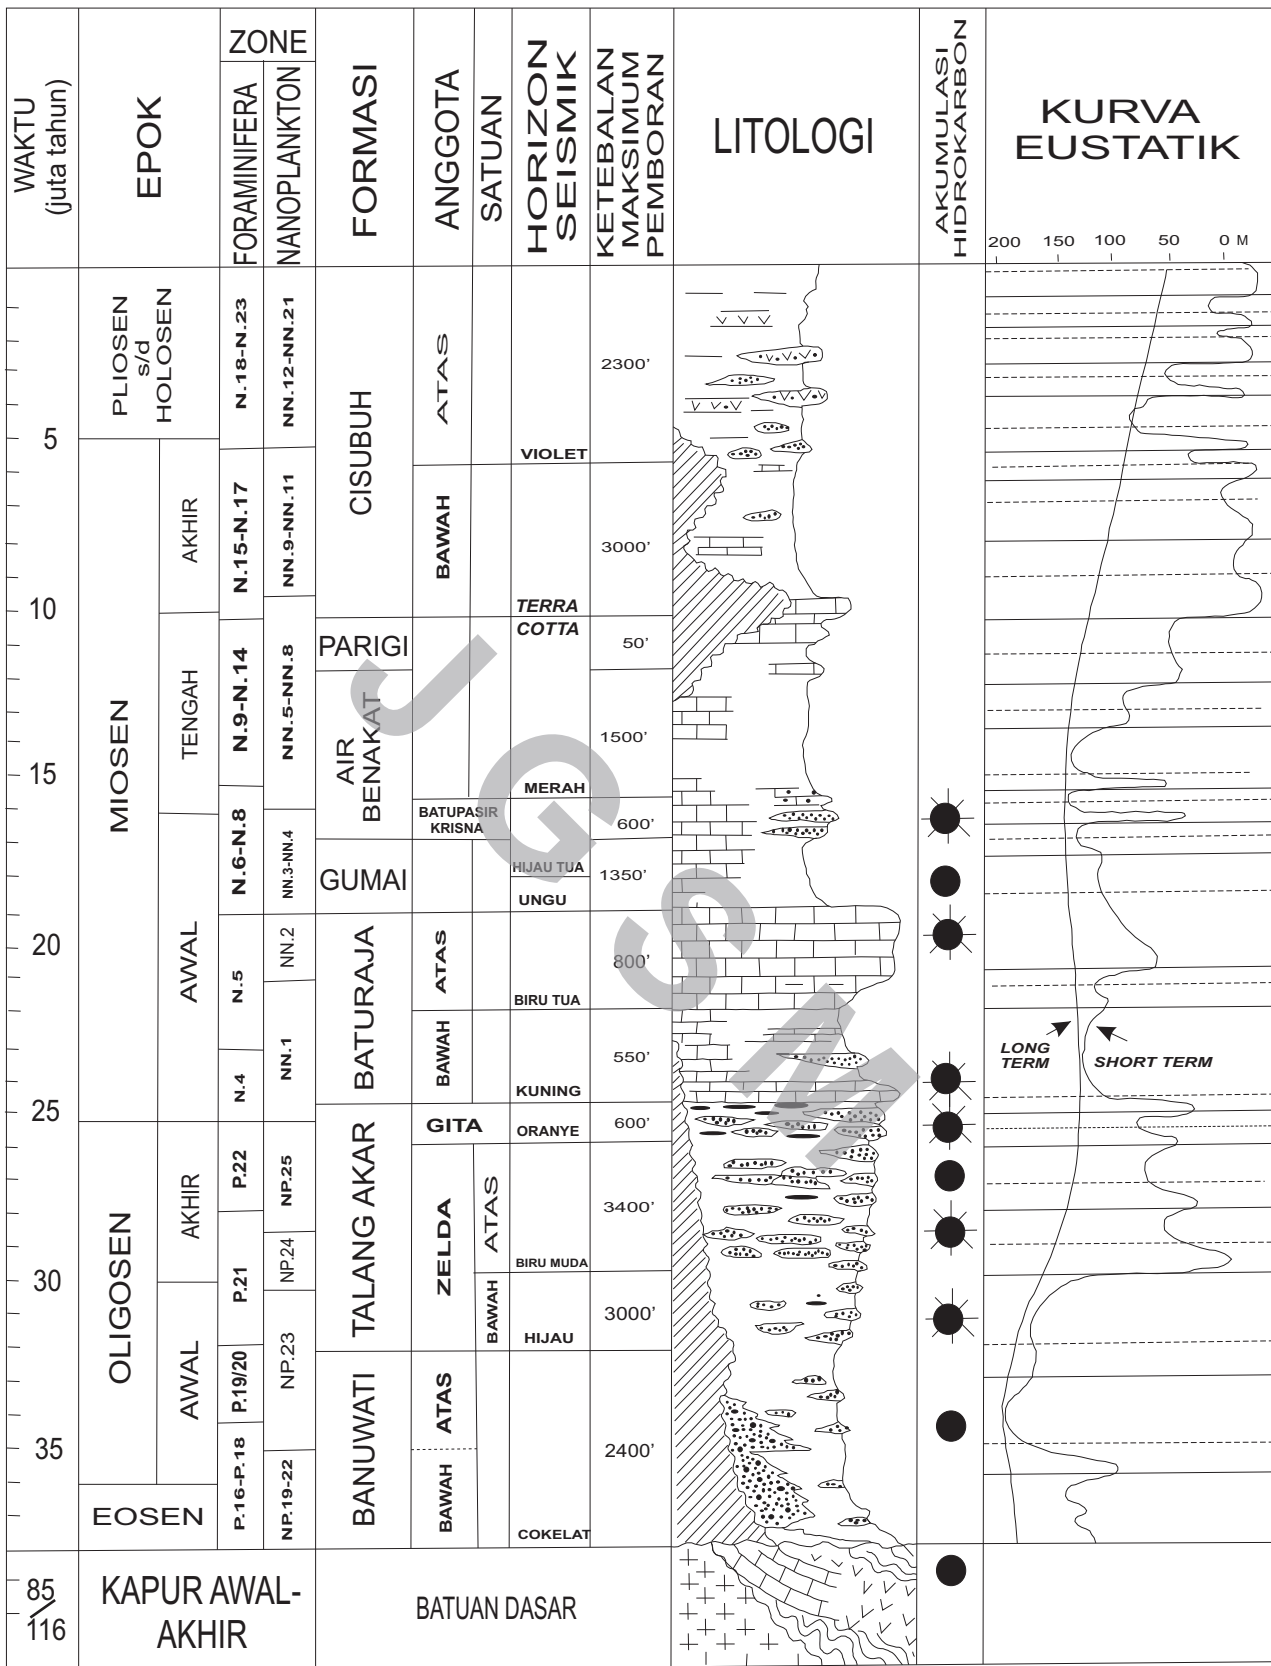 WAKTU
(juta tahun)
EPOK
ZONE
FORAMINIFERA
NANOPLANKTON
FORMASI
ANGGOTA
SATUAN
HORIZON
SEISMIK
KETEBALAN
MAKSIMUM
PEMBORAN
LITOLOGI
AKUMULASI
HIDROKARBON
KURVA
EUSTATIK
200 150 100 50 0 M
5
10
15
20
25
30
35
85
116
PLIOSEN
s/d
HOLOSEN
MIOSEN
AKHIR
TENGAH
AWAL
OLIGOSEN
AKHIR
AWAL
EOSEN
KAPUR AWAL-
AKHIR
N.18-N.23
N.15-N.17
N.9-N.14
N.6-N.8
N.5
N.4
P.22
P.21
P.19/20
P.16-P.18
NN.12-NN.21
NN.9-NN.11
NN.5-NN.8
NN.3-NN.4
NN.2
NN.1
NP.25
NP.24
NP.23
NP.19-22
CISUBUH
PARIGI
AIR
BENAKAT
GUMAI
BATURAJA
TALANG AKAR
BANUWATI
BATUAN DASAR
ATAS
BAWAH
BATUPASIR
KRISNA
ATAS
BAWAH
GITA
ZELDA
ATAS
BAWAH
ATAS
BAWAH
VIOLET
TERRA
COTTA
MERAH
HIJAU TUA
UNGU
BIRU TUA
KUNING
ORANYE
BIRU MUDA
HIJAU
COKELAT
2300'
3000'
50'
1500'
600'
1350'
800'
550'
600'
3400'
3000'
2400'
LONG
TERM
SHORT TERM
JGSM